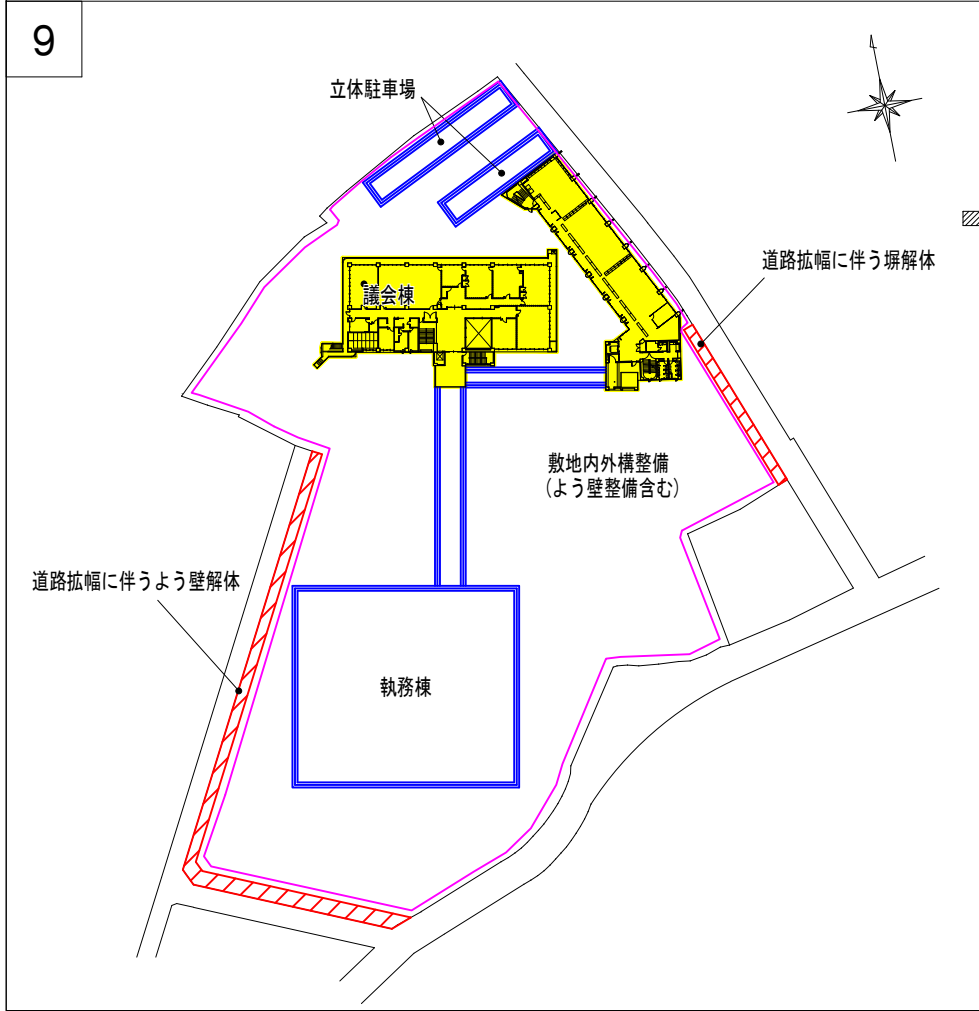 9
立体駐車場
道路拡幅に伴う塀解体
議会棟
敷地内外構整備
(よう壁整備含む)
道路拡幅に伴うよう壁解体
執務棟